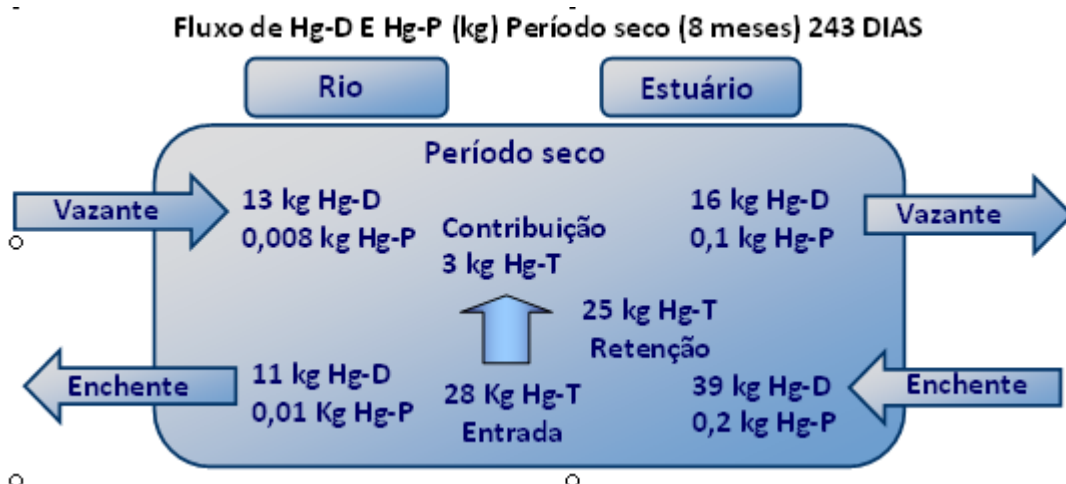 Fluxo de Hg-D E Hg-P (kg) Período seco (8 meses) 243 DIAS
Rio
Estuário
Período seco
Vazante
13 kg Hg-D
0,008 kg Hg-P
Contribuição
3 kg Hg-T
16 kg Hg-D
0,1 kg Hg-P
Vazante
25 kg Hg-T
Retenção
Enchente
11 kg Hg-D
0,01 Kg Hg-P
28 Kg Hg-T
Entrada
39 kg Hg-D
0,2 kg Hg-P
Enchente